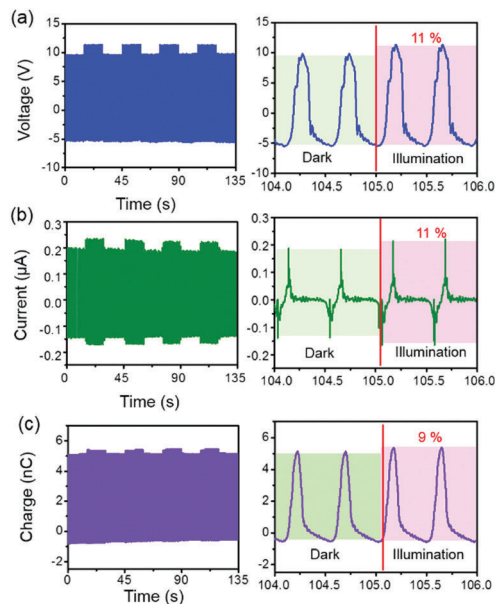 (a)
15
10
5
0
-5
-10
Voltage (V)
0 45 90 135
Time (s)
15
10
5
0
-5
-10
11 %
Dark Illumination
104.0 104.5 105.0 105.5 106.0
(b)
0.3
0.2
0.1
0.0
-0.1
-0.2
Current (µA)
0 45 90 135
Time (s)
0.3
0.2
0.1
0.0
-0.1
-0.2
11 %
Dark Illumination
104.0 104.5 105.0 105.5 106.0
(c)
6
4
2
0
-2
Charge (nC)
0 45 90 135
Time (s)
6
4
2
0
-2
9 %
Dark Illumination
104.0 104.5 105.0 105.5 106.0